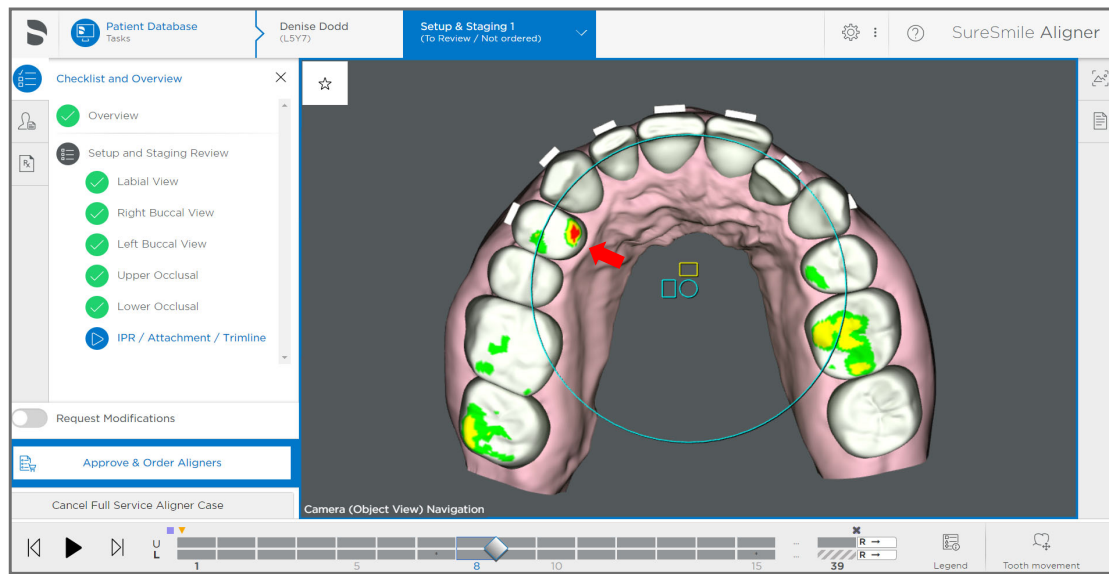 Patient Database
Tasks
Denise Dodd
(L5Y7)
Setup & Staging 1
(To Review / Not ordered)
SureSmile Aligner
Checklist and Overview
Overview
Setup and Staging Review
Labial View
Right Buccal View
Left Buccal View
Upper Occlusal
Lower Occlusal
IPR / Attachment / Trimline
Request Modifications
Approve & Order Aligners
Cancel Full Service Aligner Case
Camera (Object View) Navigation
U
L
... R →
... R →
1 5 8 10 15 39
Legend
Tooth movement